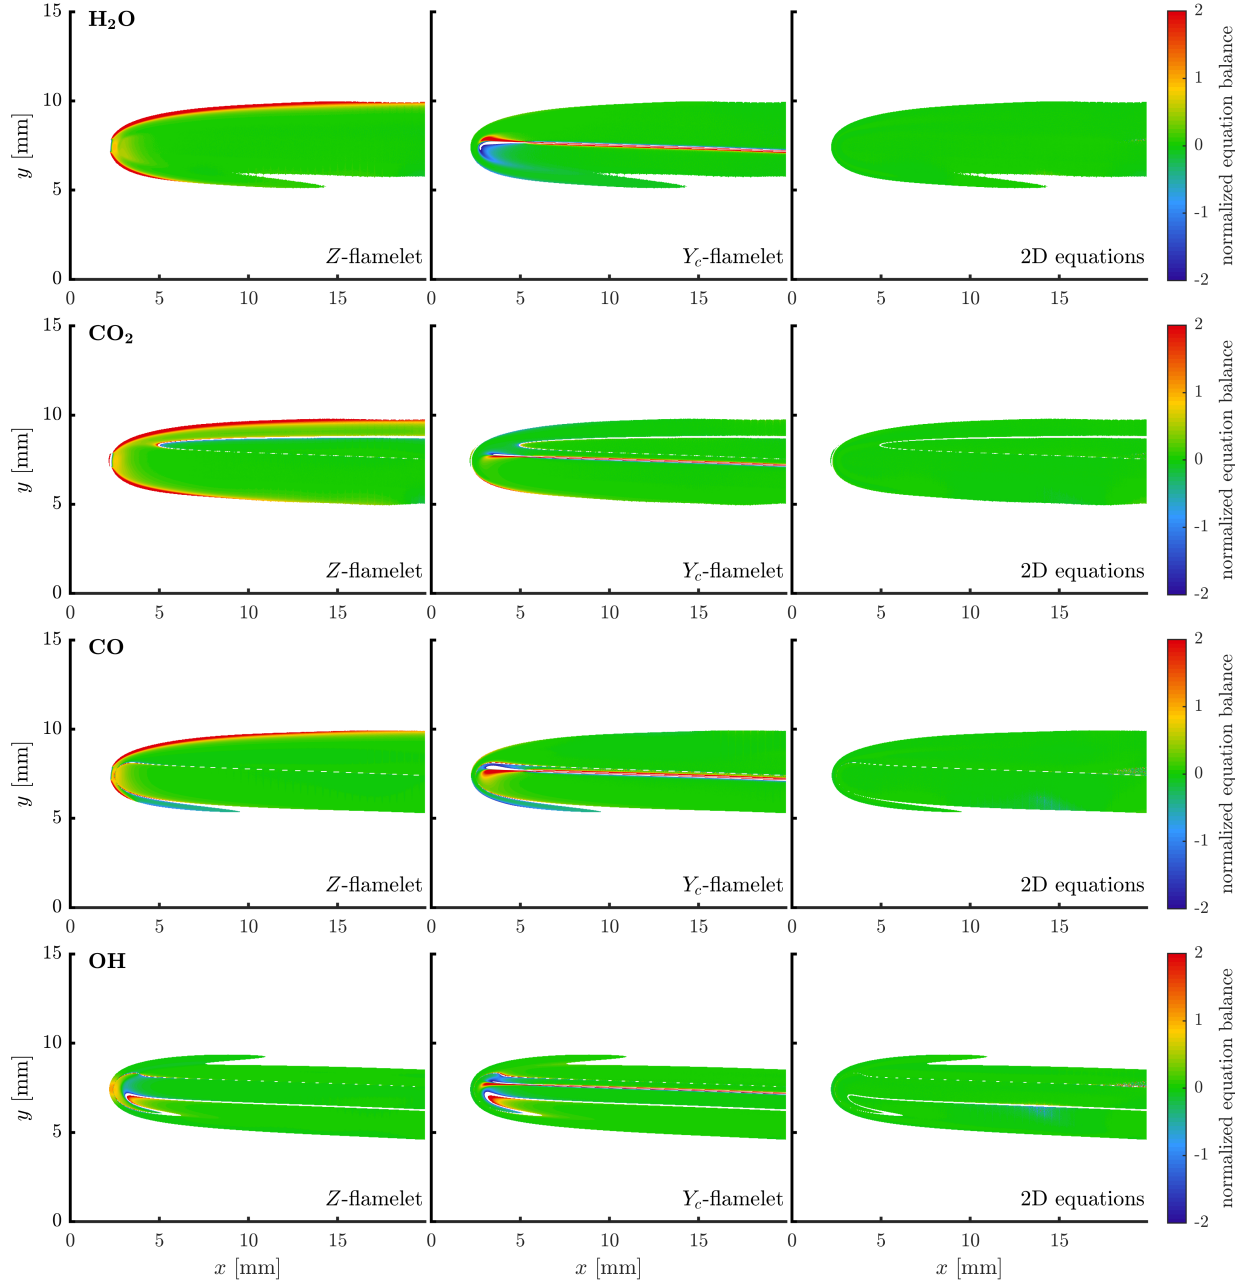 H₂O
15
10
5
0
y [mm]
Z-flamelet
Y_c-flamelet
2D equations
0 5 10 15 0 5 10 15 0 5 10 15
2
1
0
-1
-2
normalized equation balance
CO₂
15
10
5
0
y [mm]
Z-flamelet
Y_c-flamelet
2D equations
0 5 10 15 0 5 10 15 0 5 10 15
2
1
0
-1
-2
normalized equation balance
CO
15
10
5
0
y [mm]
Z-flamelet
Y_c-flamelet
2D equations
0 5 10 15 0 5 10 15 0 5 10 15
2
1
0
-1
-2
normalized equation balance
OH
15
10
5
0
y [mm]
Z-flamelet
Y_c-flamelet
2D equations
0 5 10 15 0 5 10 15 0 5 10 15
x [mm] x [mm] x [mm]
2
1
0
-1
-2
normalized equation balance